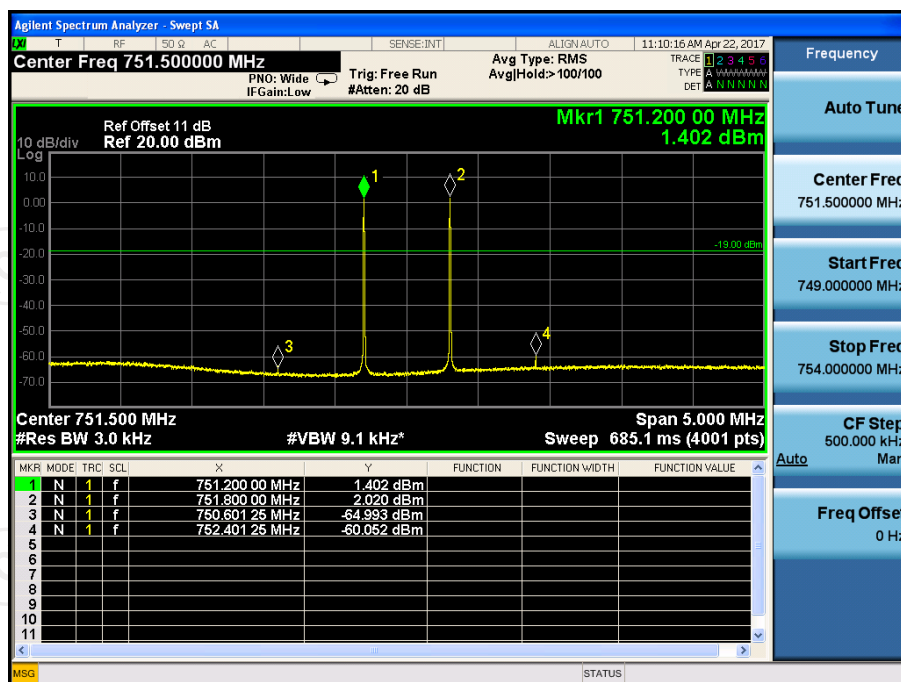 Agilent Spectrum Analyzer - Swept SA
LXI T RF 50 Ω AC SENSE:INT ALIGN AUTO 11:10:16 AM Apr 22, 2017
Center Freq 751.500000 MHz
PNO: Wide
IFGain:Low
Trig: Free Run
#Atten: 20 dB
Avg Type: RMS
Avg|Hold:>100/100
TRACE 1 2 3 4 5 6
TYPE A WWWWWW
DET A N N N N N
Mkr1 751.200 00 MHz
1.402 dBm
Ref Offset 11 dB
10 dB/div Ref 20.00 dBm
Log
10.0
0.00
-10.0
-20.0
-30.0
-40.0
-50.0
-60.0
-70.0
1
2
3
4
-19.00 dBm
Center 751.500 MHz Span 5.000 MHz
#Res BW 3.0 kHz #VBW 9.1 kHz* Sweep 685.1 ms (4001 pts)
MKR MODE TRC SCL X Y FUNCTION FUNCTION WIDTH FUNCTION VALUE
1 N 1 f 751.200 00 MHz 1.402 dBm
2 N 1 f 751.800 00 MHz 2.020 dBm
3 N 1 f 750.601 25 MHz -64.993 dBm
4 N 1 f 752.401 25 MHz -60.052 dBm
5
6
7
8
9
10
11
MSG STATUS
Frequency
Auto Tune
Center Freq
751.500000 MHz
Start Freq
749.000000 MHz
Stop Freq
754.000000 MHz
CF Step
500.000 kHz
Auto Man
Freq Offset
0 Hz